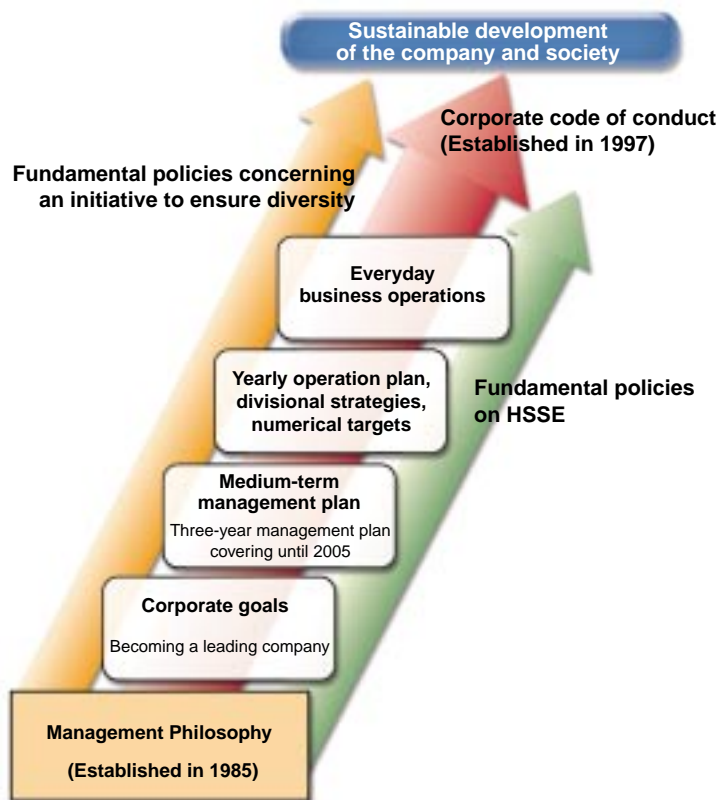 Sustainable development
of the company and society
Corporate code of conduct
(Established in 1997)
Fundamental policies concerning
an initiative to ensure diversity
Everyday
business operations
Yearly operation plan,
divisional strategies,
numerical targets
Fundamental policies
on HSSE
Medium-term
management plan
Three-year management plan
covering until 2005
Corporate goals
Becoming a leading company
Management Philosophy
(Established in 1985)